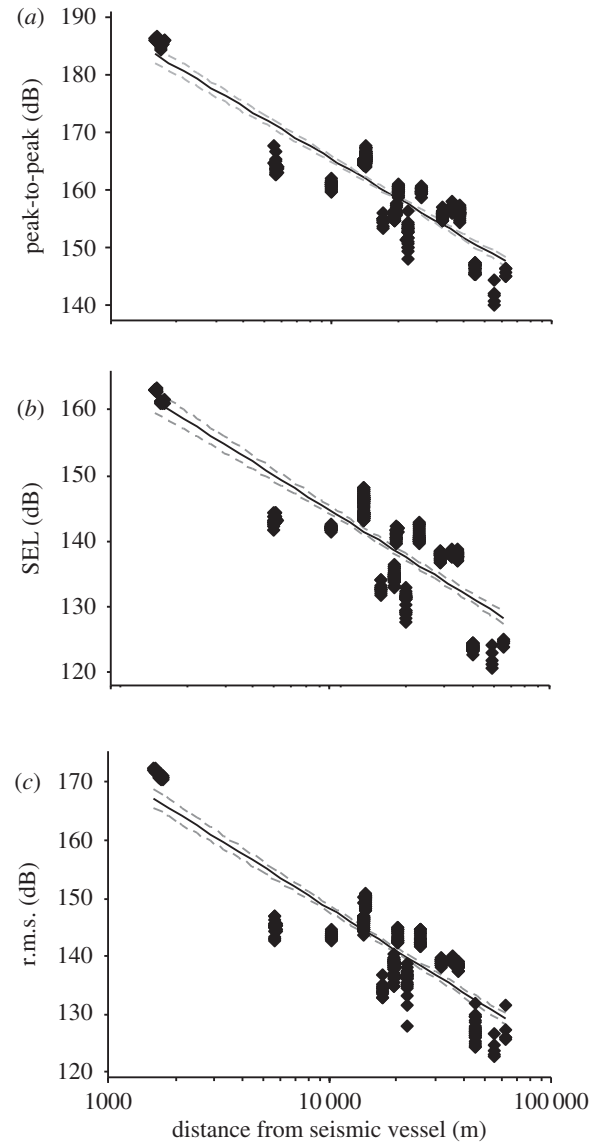 (a)
190
180
170
160
150
140
peak-to-peak (dB)
(b)
160
150
140
130
120
SEL (dB)
(c)
170
160
150
140
130
120
r.m.s. (dB)
1000 10 000 100 000
distance from seismic vessel (m)